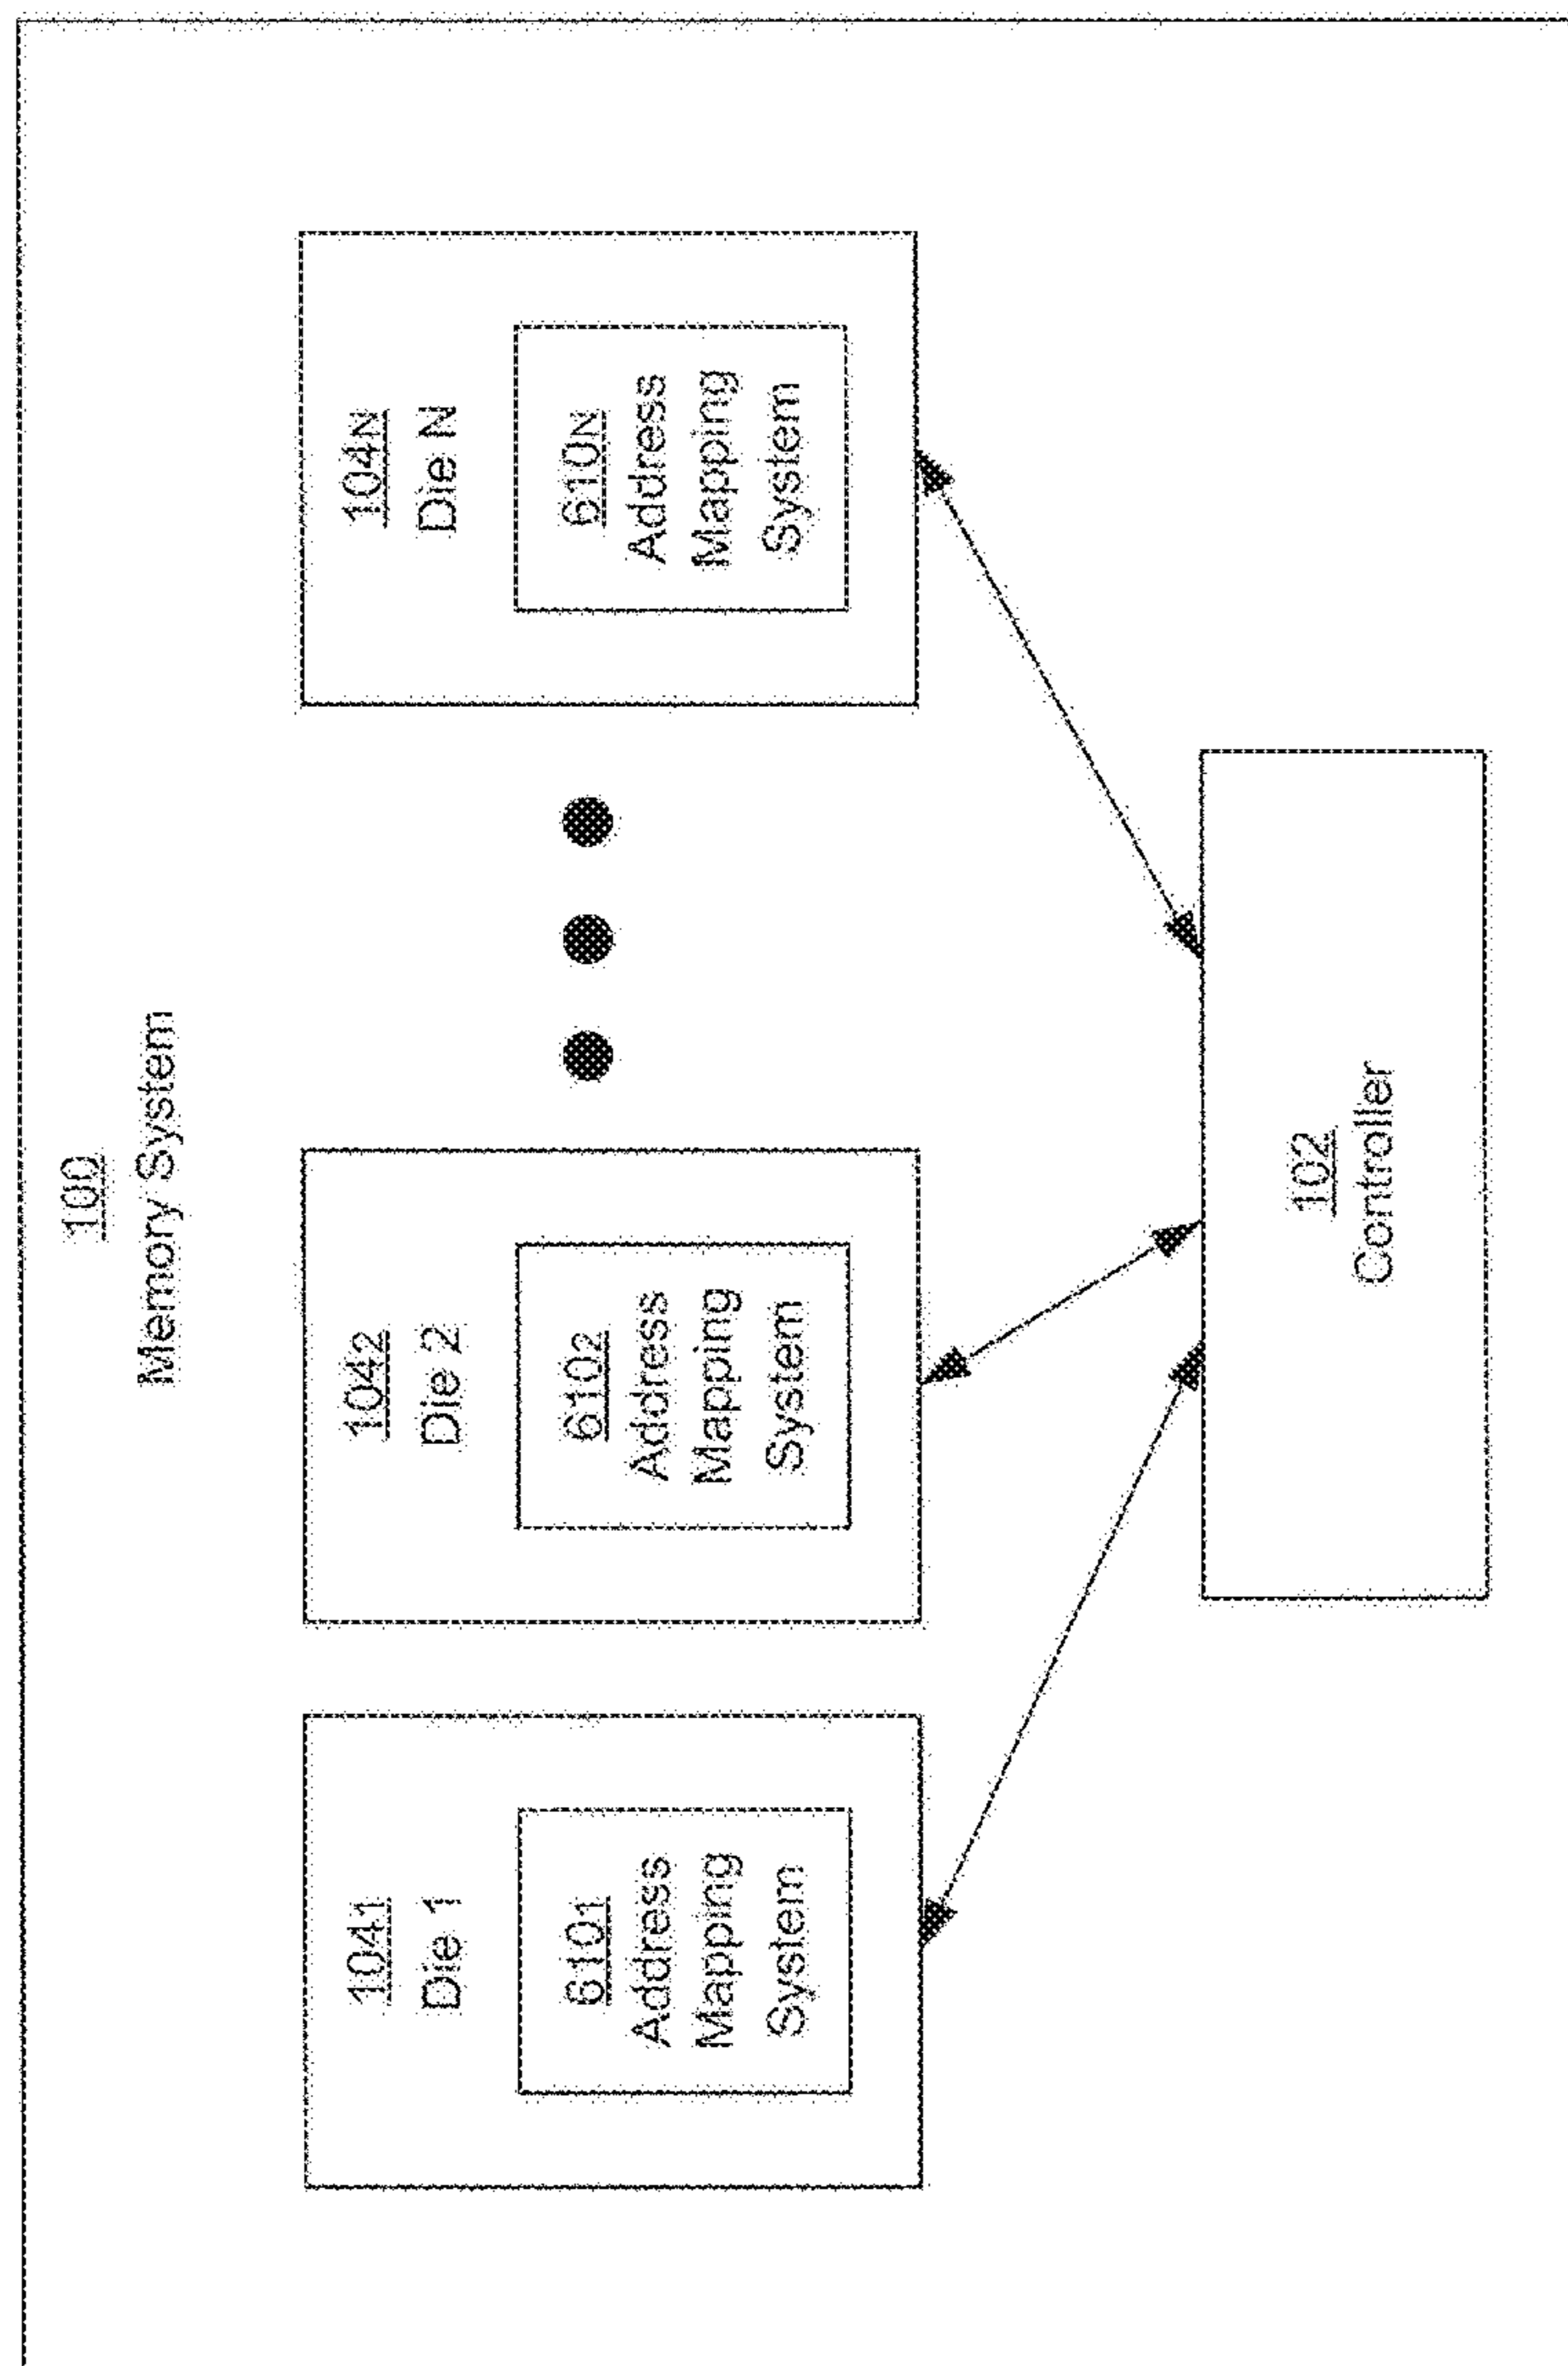 100
Memory System
104₁
Die 1
610₁
Address
Mapping
System
104₂
Die 2
610₂
Address
Mapping
System
104N
Die N
610N
Address
Mapping
System
102
Controller